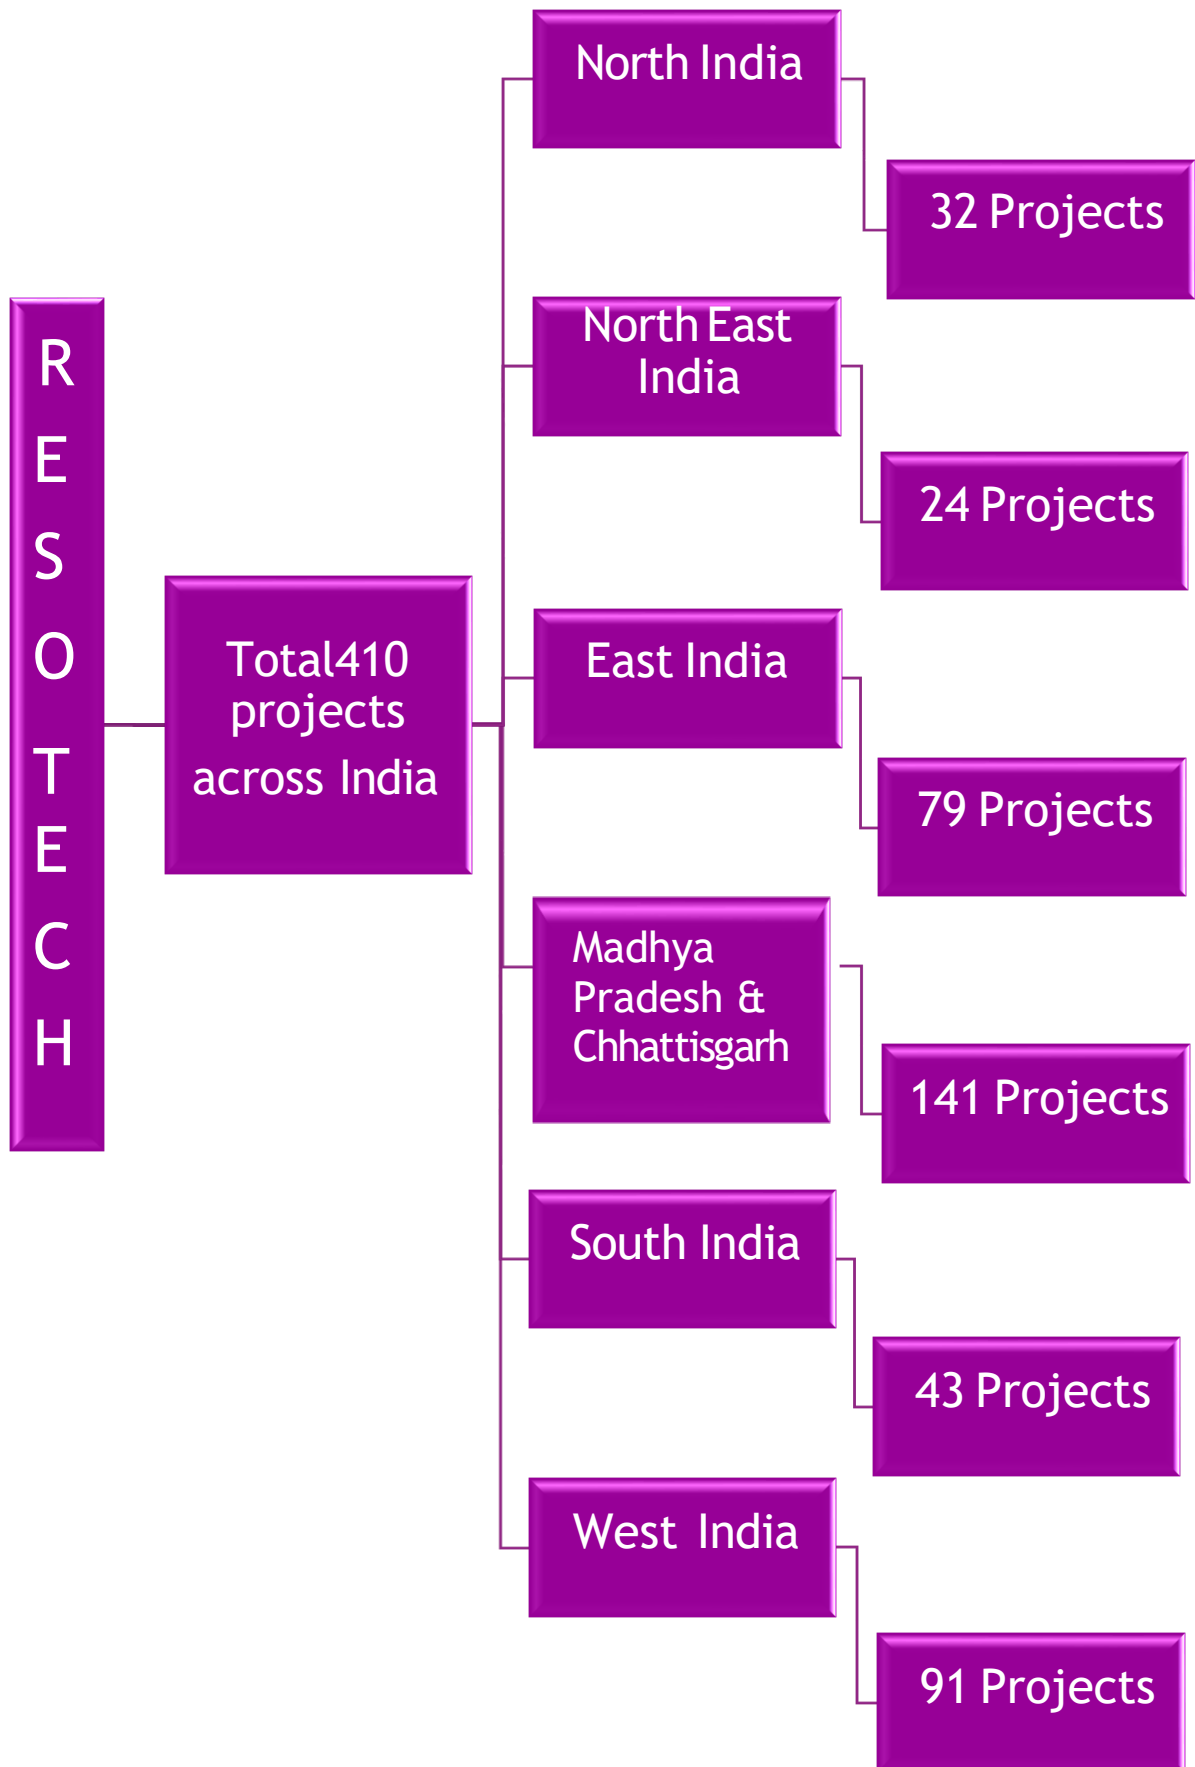 R
E
S
O
T
E
C
H
Total410
projects
across India
North India
32 Projects
North East
India
24 Projects
East India
79 Projects
Madhya
Pradesh &
Chhattisgarh
141 Projects
South India
43 Projects
West India
91 Projects